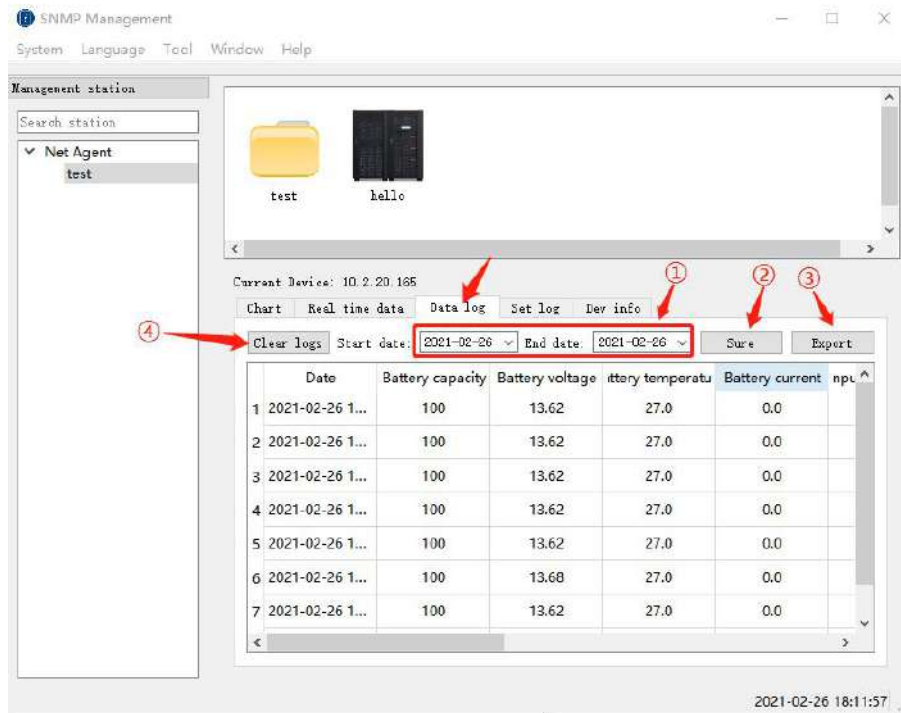 SNMP Management
System Language Tool Window Help
Management station
Search station
Net Agent
test
test hello
Current Device: 10.2.20.165
① ② ③
Chart Real time data Data log Set log Dev info
④
Clear logs Start date: 2021-02-26 End date: 2021-02-26 Sure Export
Date Battery capacity Battery voltage ttery temperatu Battery current npu
1 2021-02-26 1... 100 13.62 27.0 0.0
2 2021-02-26 1... 100 13.62 27.0 0.0
3 2021-02-26 1... 100 13.62 27.0 0.0
4 2021-02-26 1... 100 13.62 27.0 0.0
5 2021-02-26 1... 100 13.62 27.0 0.0
6 2021-02-26 1... 100 13.68 27.0 0.0
7 2021-02-26 1... 100 13.62 27.0 0.0
2021-02-26 18:11:57